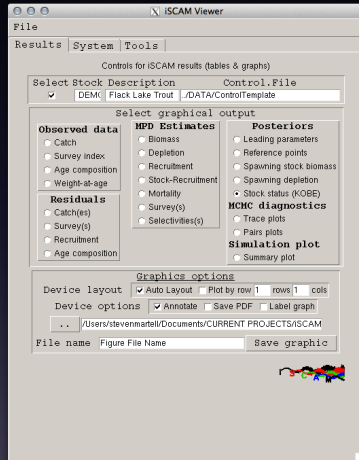 iSCAM Viewer
File
Results System Tools
Controls for iSCAM results (tables & graphs)
Select Stock Description Control.File
DEMO Flack Lake Trout ../DATA/ControlTemplate
Select graphical output
Observed data
Catch
Survey index
Age composition
Weight-at-age
Residuals
Catch(es)
Survey(s)
Recruitment
Age composition
MPD Estimates
Biomass
Depletion
Recruitment
Stock-Recruitment
Mortality
Survey(s)
Selectivities(s)
Posteriors
Leading parameters
Reference points
Spawning stock biomass
Spawning depletion
Stock status (KOBE)
MCMC diagnostics
Trace plots
Pairs plots
Simulation plot
Summary plot
Graphics options
Device layout Auto Layout Plot by row 1 rows 1 cols
Device options Annotate Save PDF Label graph
.. /Users/stevenmartell/Documents/CURRENT PROJECTS/iSCAM
File name Figure File Name Save graphic
iSCAM